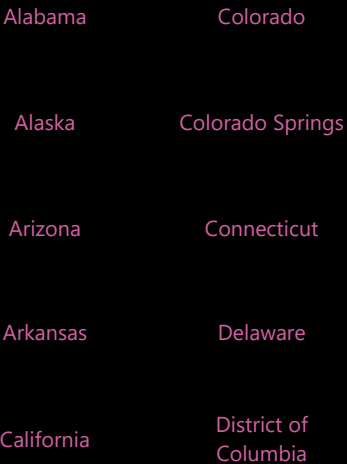 Alabama
Colorado
Alaska
Colorado Springs
Arizona
Connecticut
Arkansas
Delaware
California
District of
Columbia